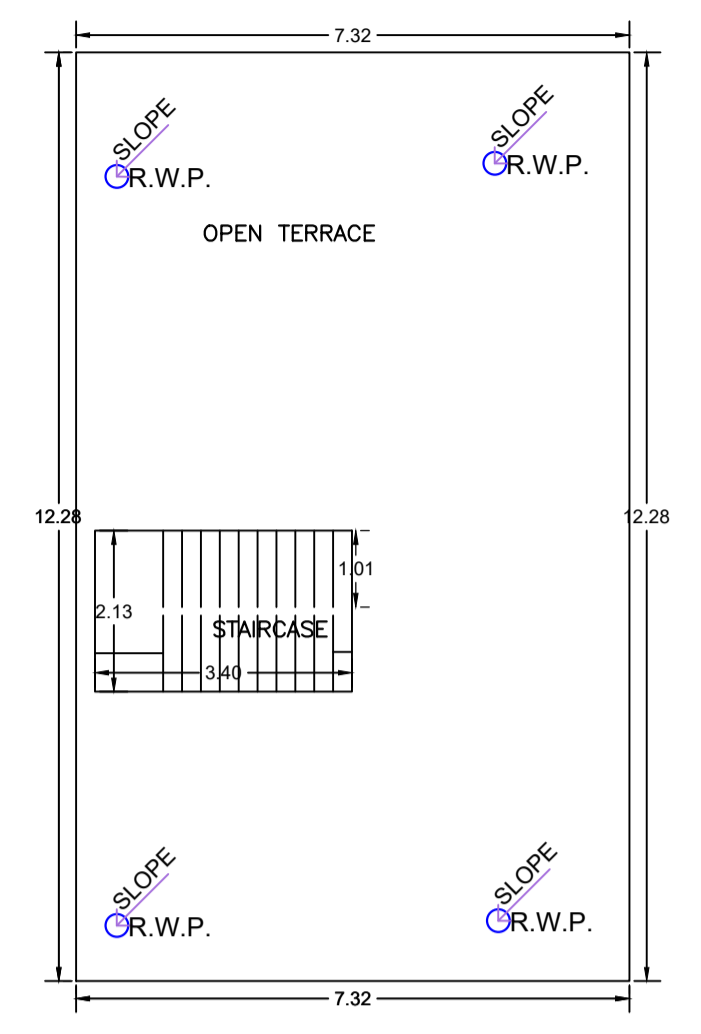 7.32
SLOPE
R.W.P.
SLOPE
R.W.P.
OPEN TERRACE
12.28
12.28
1.01
2.13
STAIRCASE
3.40
SLOPE
R.W.P.
SLOPE
R.W.P.
7.32